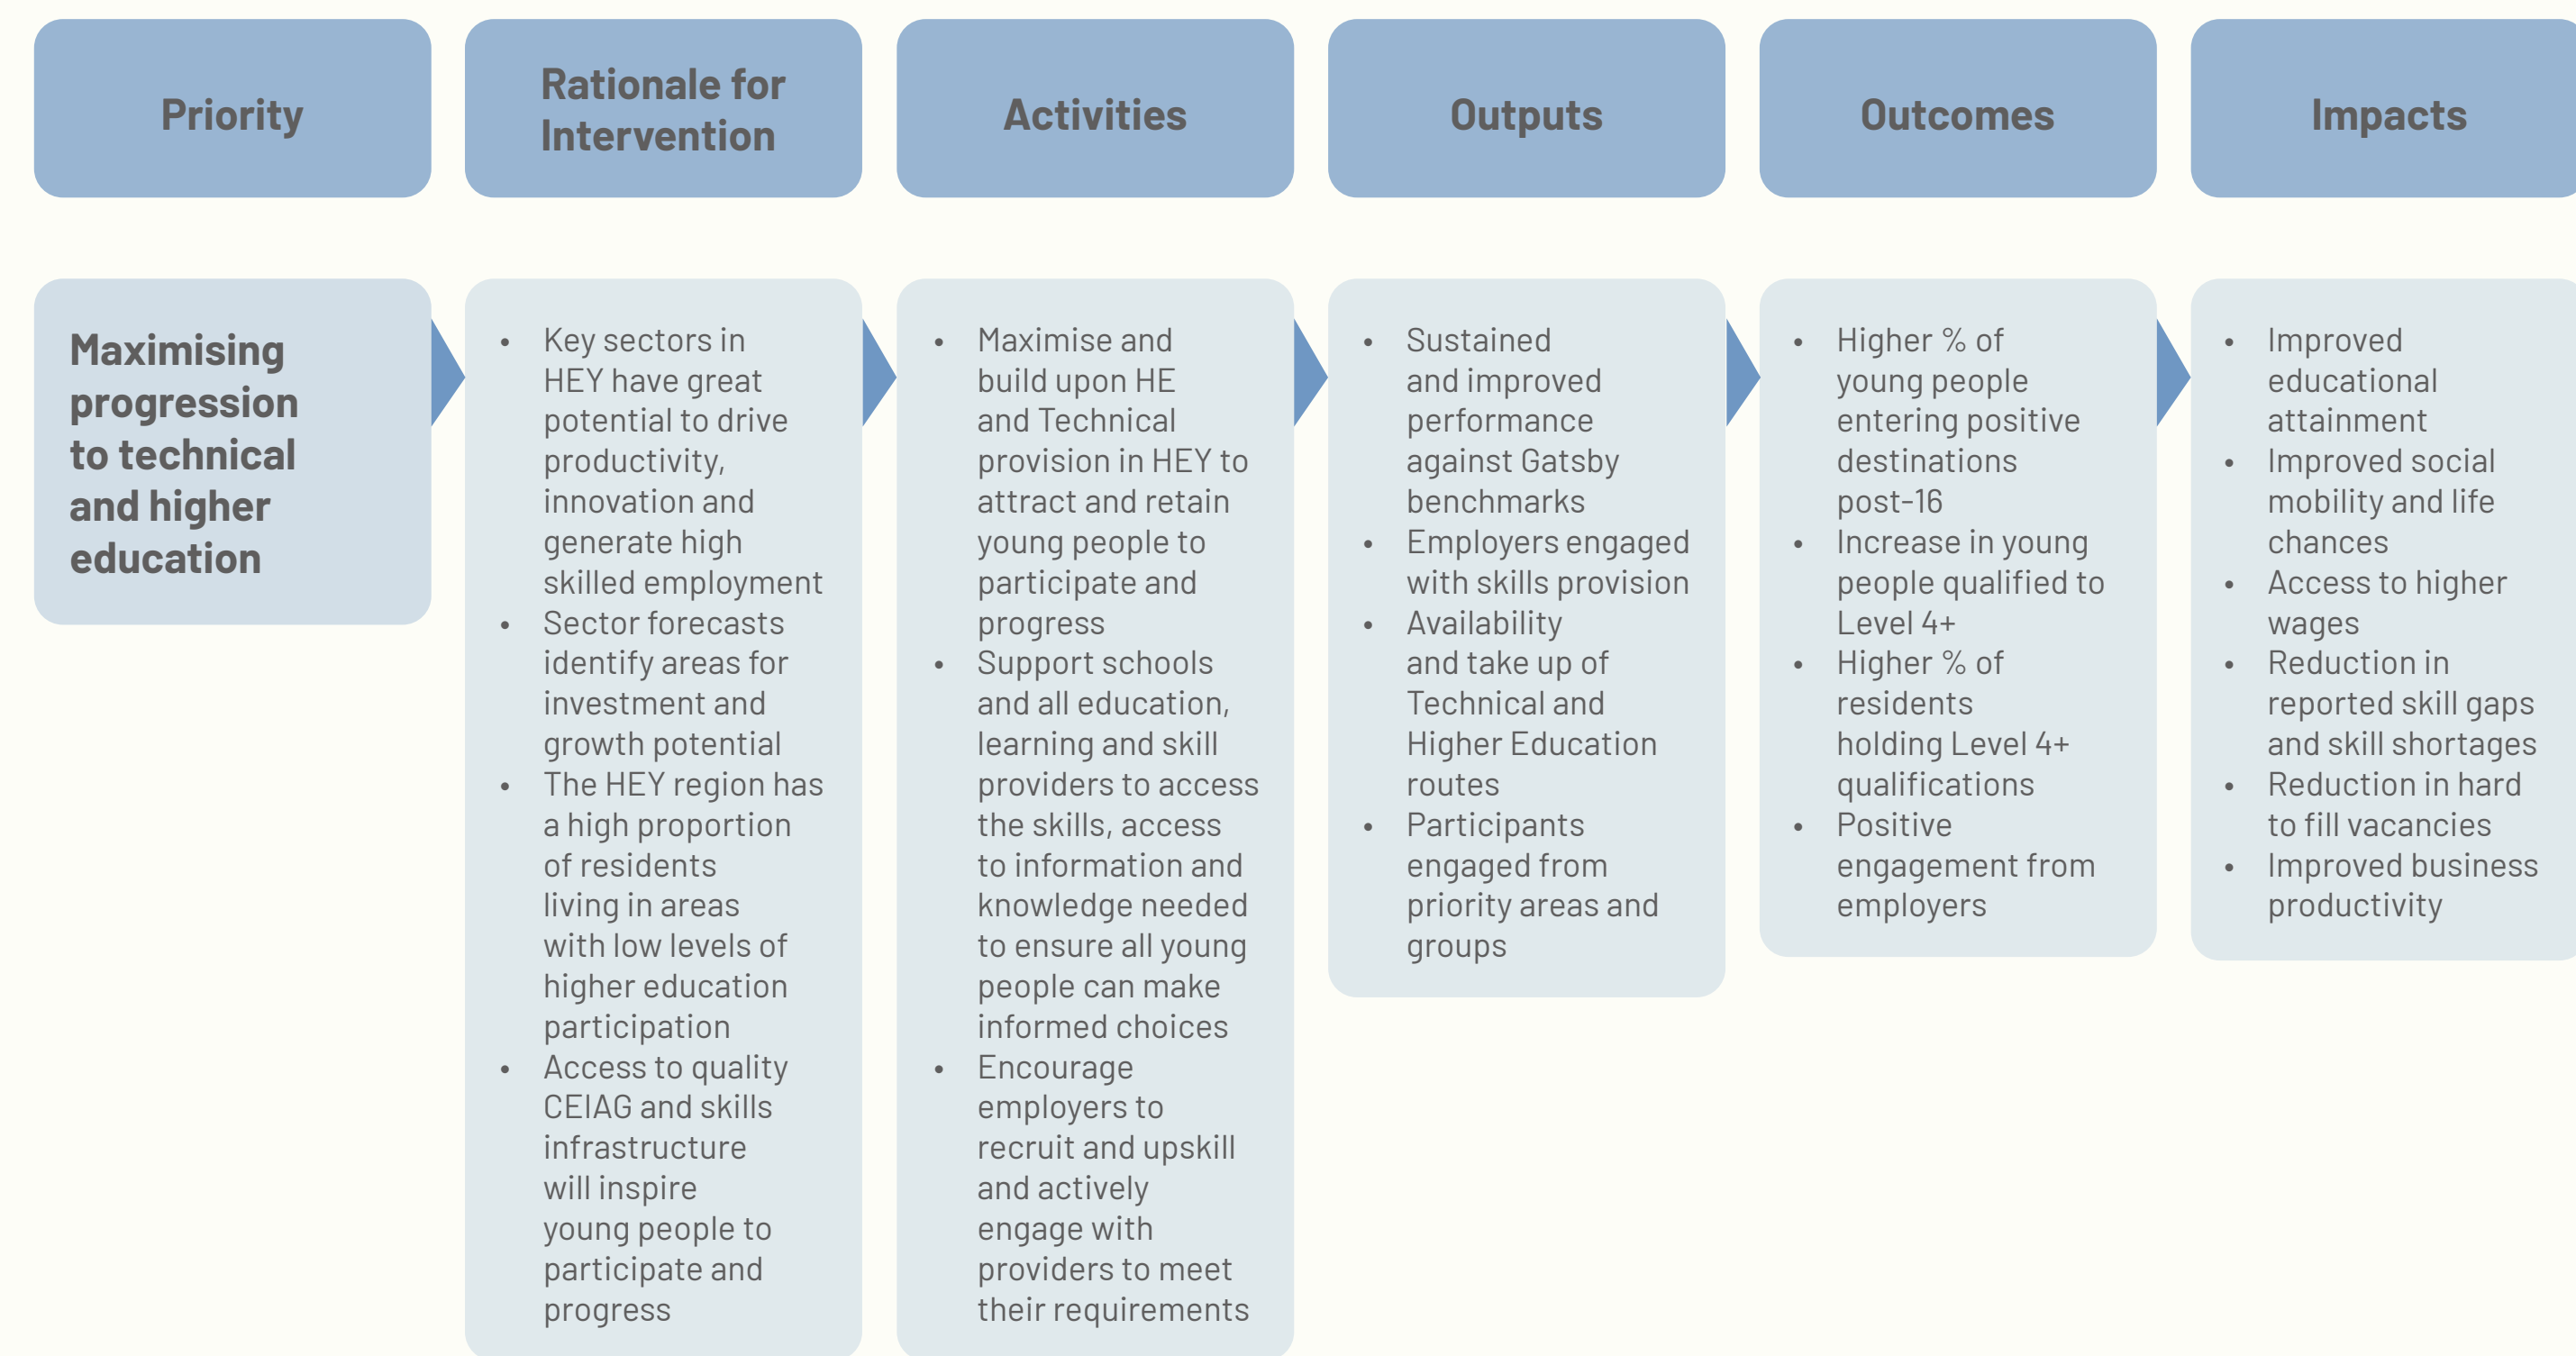 Priority
Rationale for
Intervention
Activities
Outputs
Outcomes
Impacts
Maximising
progression
to technical
and higher
education
• Key sectors in
HEY have great
potential to drive
productivity,
innovation and
generate high
skilled employment
• Sector forecasts
identify areas for
investment and
growth potential
• The HEY region has
a high proportion
of residents
living in areas
with low levels of
higher education
participation
• Access to quality
CEIAG and skills
infrastructure
will inspire
young people to
participate and
progress
• Maximise and
build upon HE
and Technical
provision in HEY to
attract and retain
young people to
participate and
progress
• Support schools
and all education,
learning and skill
providers to access
the skills, access
to information and
knowledge needed
to ensure all young
people can make
informed choices
• Encourage
employers to
recruit and upskill
and actively
engage with
providers to meet
their requirements
• Sustained
and improved
performance
against Gatsby
benchmarks
• Employers engaged
with skills provision
• Availability
and take up of
Technical and
Higher Education
routes
• Participants
engaged from
priority areas and
groups
• Higher % of
young people
entering positive
destinations
post-16
• Increase in young
people qualified to
Level 4+
• Higher % of
residents
holding Level 4+
qualifications
• Positive
engagement from
employers
• Improved
educational
attainment
• Improved social
mobility and life
chances
• Access to higher
wages
• Reduction in
reported skill gaps
and skill shortages
• Reduction in hard
to fill vacancies
• Improved business
productivity